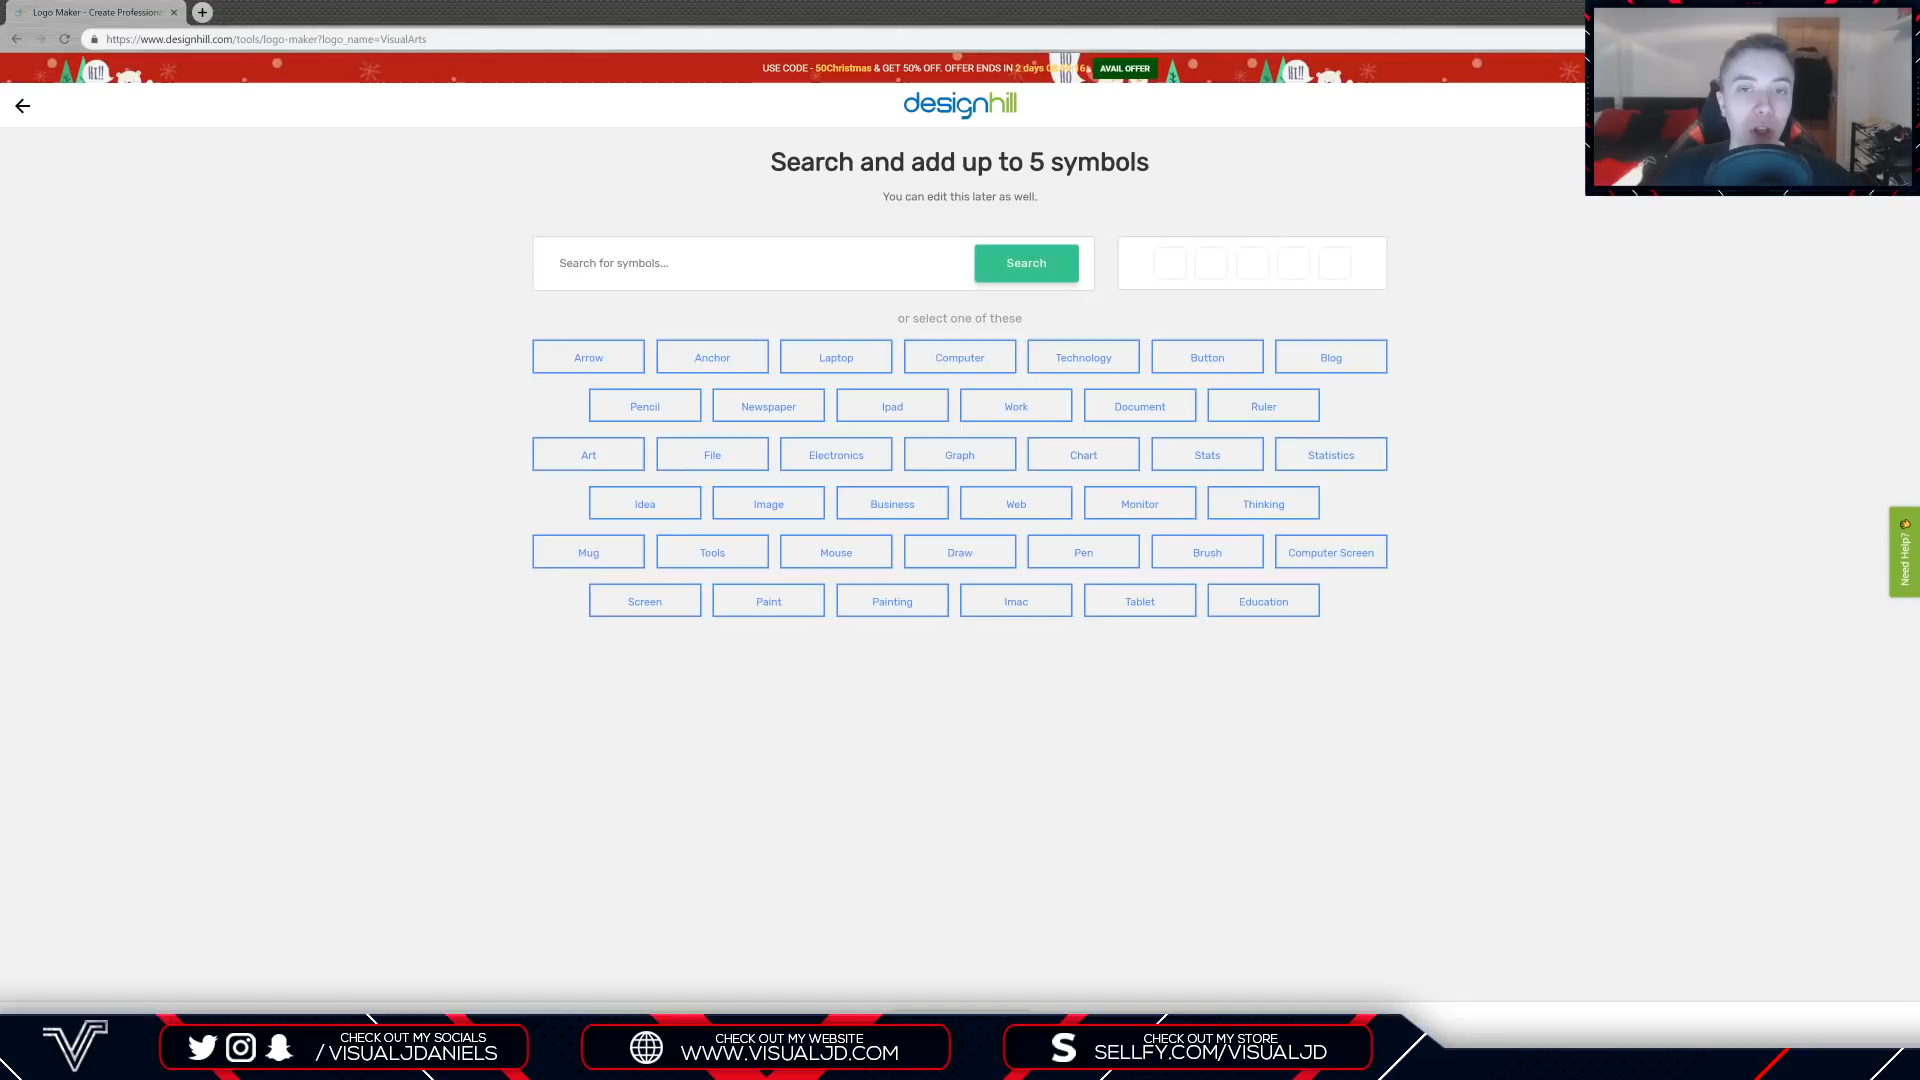 Logo Maker - Create Professiona
https://www.designhill.com/tools/logo-maker?logo_name=VisualArts
HI!!
USE CODE - 50Christmas & GET 50% OFF. OFFER ENDS IN 2 days
AVAIL OFFER
HI!!
designhill
Search and add up to 5 symbols
You can edit this later as well.
Search for symbols...
Search
or select one of these
Arrow Anchor Laptop Computer Technology Button Blog
Pencil Newspaper Ipad Work Document Ruler
Art File Electronics Graph Chart Stats Statistics
Idea Image Business Web Monitor Thinking
Mug Tools Mouse Draw Pen Brush Computer Screen
Screen Paint Painting Imac Tablet Education
Need Help?
CHECK OUT MY SOCIALS
/VISUALJDANIELS
CHECK OUT MY WEBSITE
WWW.VISUALJD.COM
CHECK OUT MY STORE
SELLFY.COM/VISUALJD